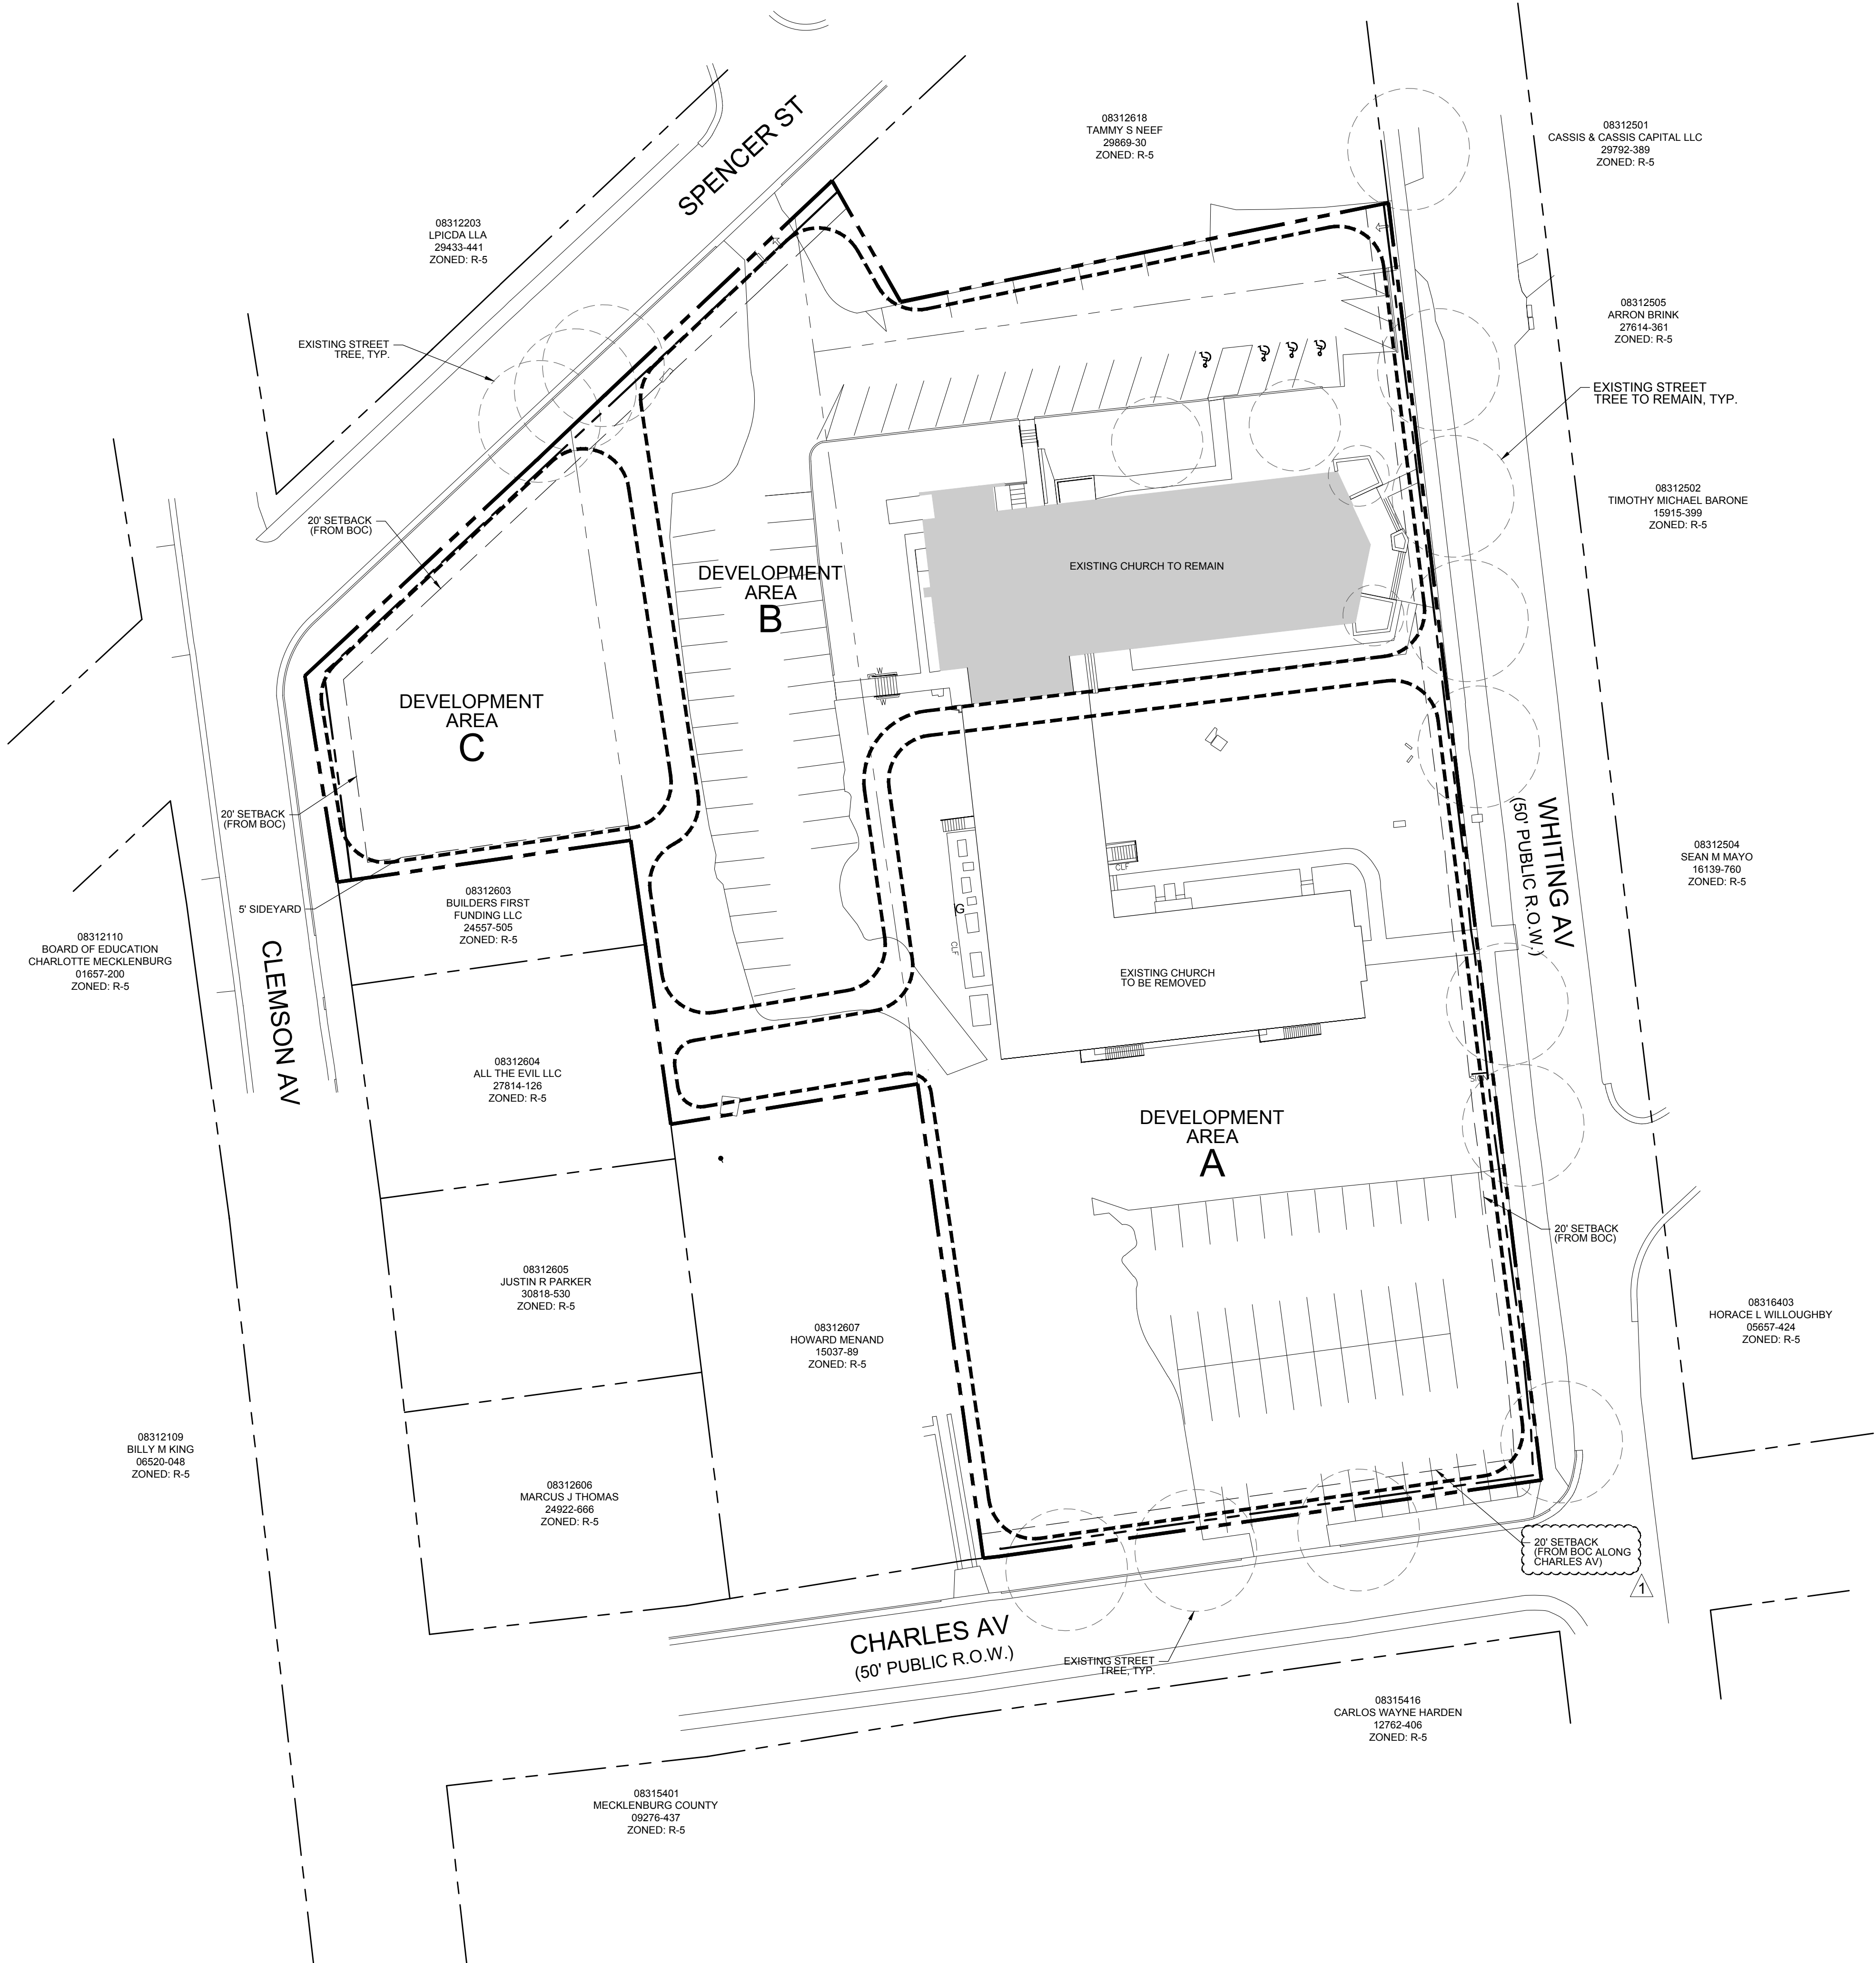 SPENCER ST
08312618
TAMMY S NEEF
29869-30
ZONED: R-5
08312501
CASSIS & CASSIS CAPITAL LLC
29792-389
ZONED: R-5
08312203
LPICDA LLA
29433-441
ZONED: R-5
08312505
ARRON BRINK
27614-361
ZONED: R-5
EXISTING STREET
TREE, TYP.
EXISTING STREET
TREE TO REMAIN, TYP.
08312502
TIMOTHY MICHAEL BARONE
15915-399
ZONED: R-5
20' SETBACK
(FROM BOC)
DEVELOPMENT
AREA
B
EXISTING CHURCH TO REMAIN
W
W
DEVELOPMENT
AREA
C
20' SETBACK
(FROM BOC)
WHITING AV
(50' PUBLIC R.O.W.)
08312504
SEAN M MAYO
16139-760
ZONED: R-5
CLF
5' SIDEYARD
08312603
BUILDERS FIRST
FUNDING LLC
24557-505
ZONED: R-5
G
CLF
08312110
BOARD OF EDUCATION
CHARLOTTE MECKLENBURG
01657-200
ZONED: R-5
CLEMSON AV
EXISTING CHURCH
TO BE REMOVED
08312604
ALL THE EVIL LLC
27814-126
ZONED: R-5
SIGN
DEVELOPMENT
AREA
A
20' SETBACK
(FROM BOC)
08312605
JUSTIN R PARKER
30818-530
ZONED: R-5
08312607
HOWARD MENAND
15037-89
ZONED: R-5
08316403
HORACE L WILLOUGHBY
05657-424
ZONED: R-5
08312109
BILLY M KING
06520-048
ZONED: R-5
08312606
MARCUS J THOMAS
24922-666
ZONED: R-5
20' SETBACK
(FROM BOC ALONG
CHARLES AV)
1
CHARLES AV
(50' PUBLIC R.O.W.)
EXISTING STREET
TREE, TYP.
08315416
CARLOS WAYNE HARDEN
12762-406
ZONED: R-5
08315401
MECKLENBURG COUNTY
09276-437
ZONED: R-5